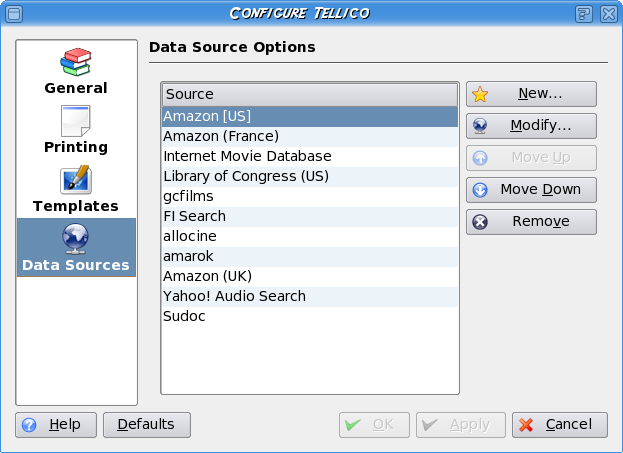 Configure Tellico
Data Source Options
General
Printing
Templates
Data Sources
Source
Amazon [US]
Amazon (France)
Internet Movie Database
Library of Congress (US)
gcfilms
FI Search
allocine
amarok
Amazon (UK)
Yahoo! Audio Search
Sudoc
New...
Modify...
Move Up
Move Down
Remove
Help
Defaults
OK
Apply
Cancel